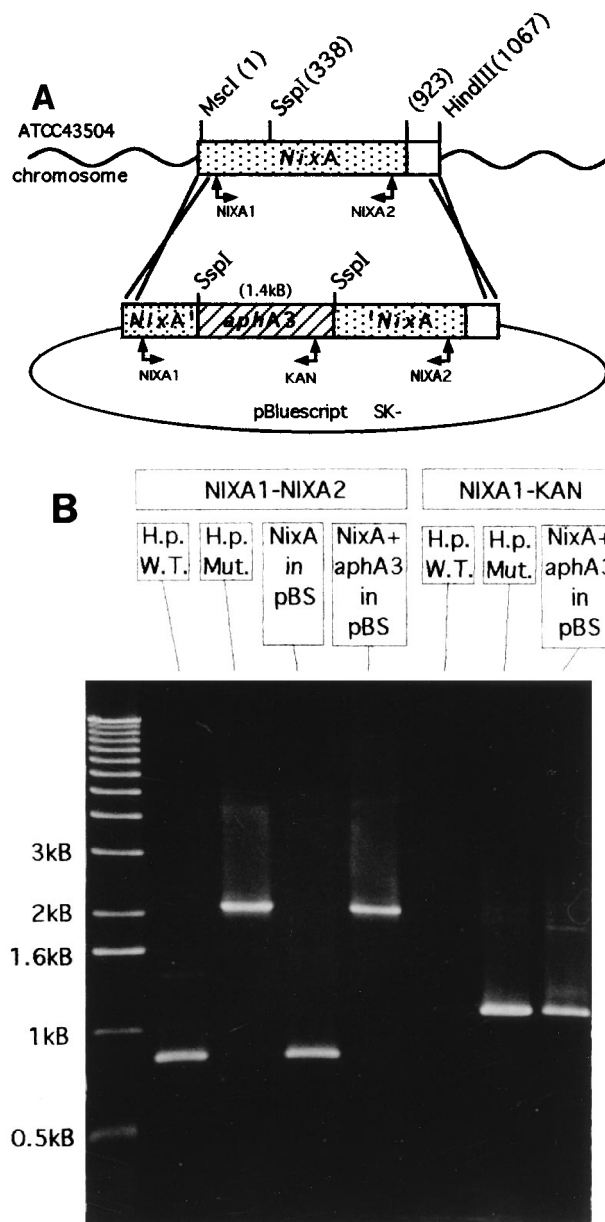 A
MscI (1)
SspI (338)
(923)
HindIII (1067)
ATCC43504
chromosome
NixA
NIXA1
NIXA2
SspI
(1.4kB)
SspI
NixA'
aphA3
'NixA
NIXA1
KAN
NIXA2
pBluescript SK-
B
NIXA1-NIXA2
NIXA1-KAN
H.p. W.T.
H.p. Mut.
NixA in pBS
NixA+ aphA3 in pBS
H.p. W.T.
H.p. Mut.
NixA+ aphA3 in pBS
3kB
2kB
1.6kB
1kB
0.5kB